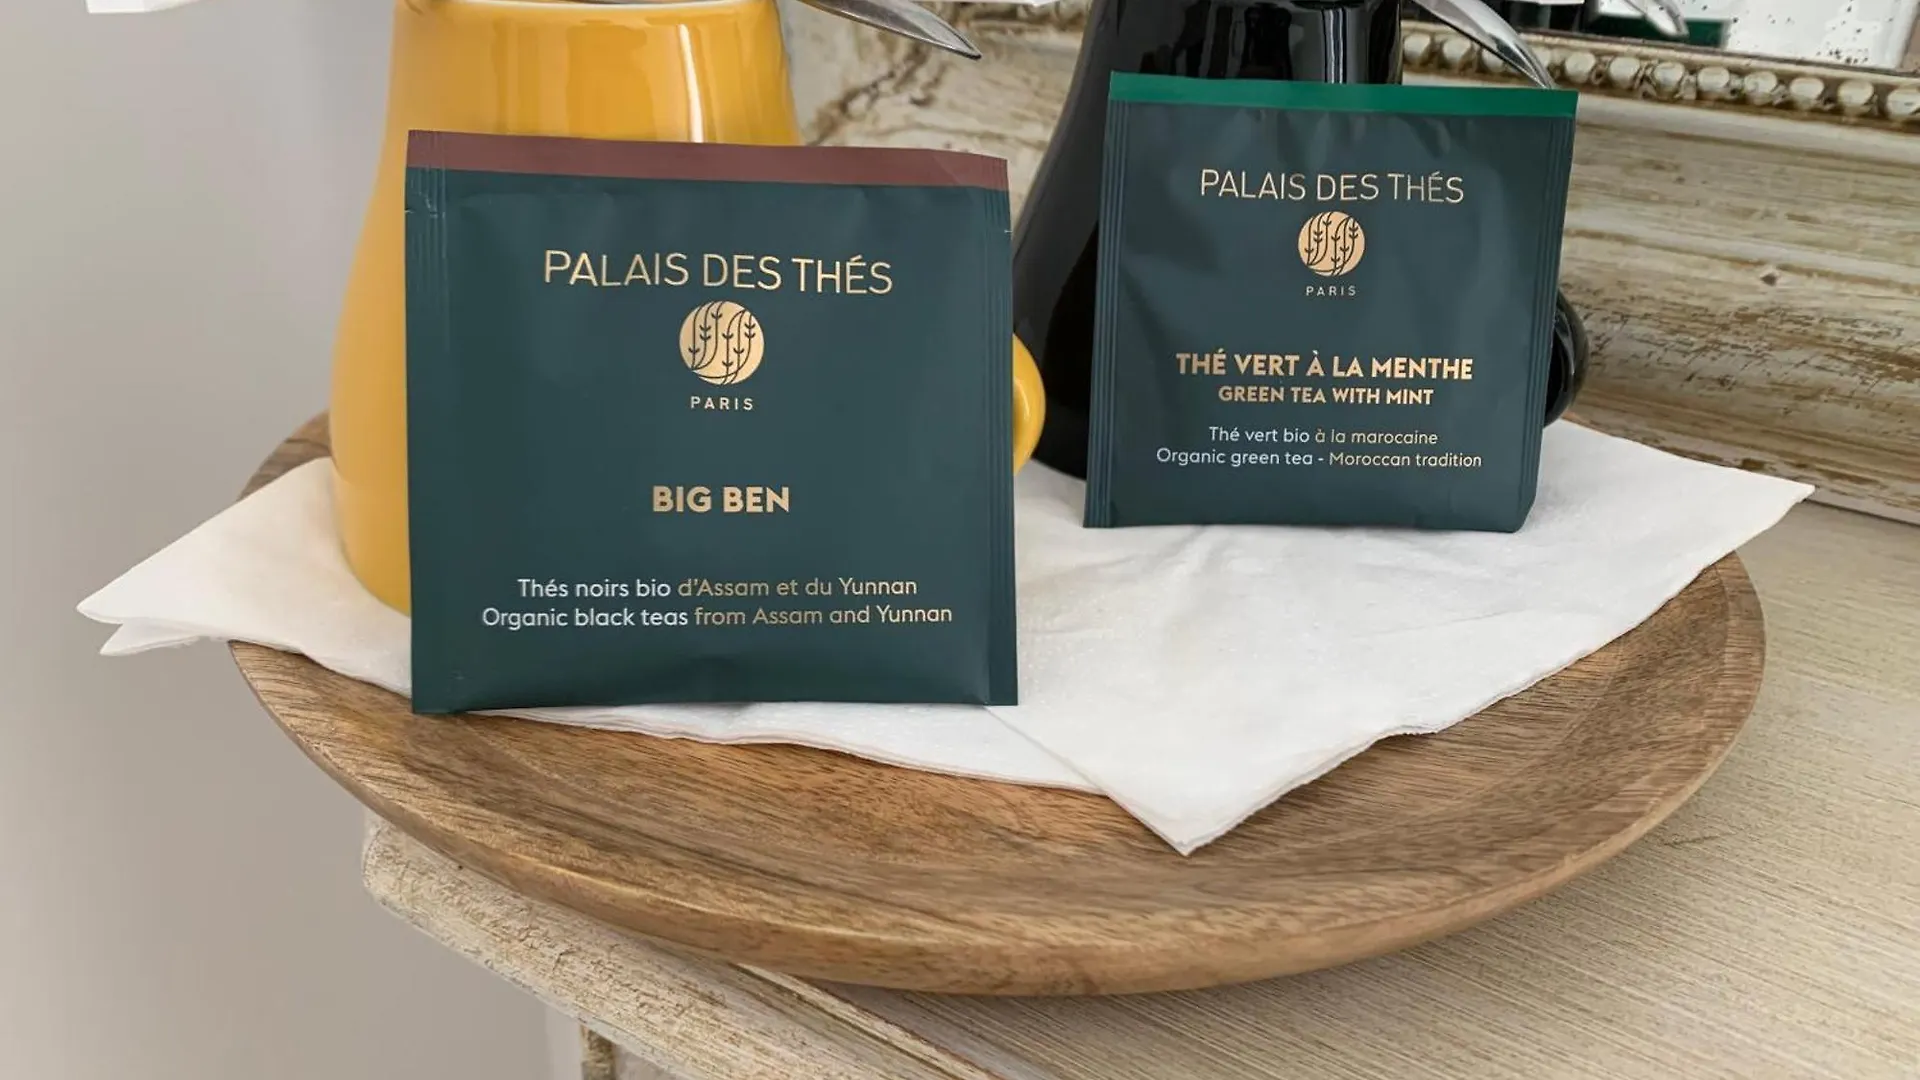 PALAIS DES THÉS
PARIS
BIG BEN
Thés noirs bio d'Assam et du Yunnan
Organic black teas from Assam and Yunnan
PALAIS DES THÉS
PARIS
THÉ VERT À LA MENTHE
GREEN TEA WITH MINT
Thé vert bio à la marocaine
Organic green tea - Moroccan tradition